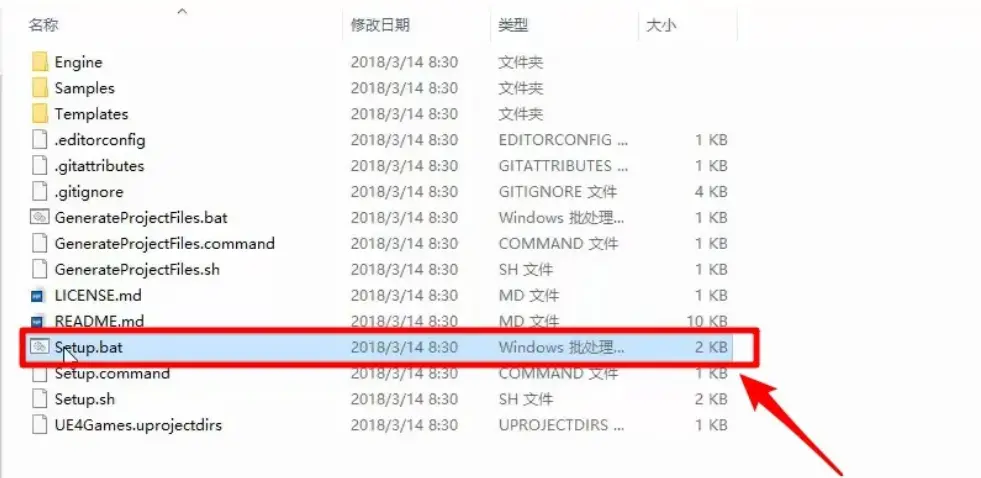 名称 修改日期 类型 大小
Engine 2018/3/14 8:30 文件夹
Samples 2018/3/14 8:30 文件夹
Templates 2018/3/14 8:30 文件夹
.editorconfig 2018/3/14 8:30 EDITORCONFIG ... 1 KB
.gitattributes 2018/3/14 8:30 GITATTRIBUTES ... 1 KB
.gitignore 2018/3/14 8:30 GITIGNORE 文件 4 KB
GenerateProjectFiles.bat 2018/3/14 8:30 Windows 批处理... 1 KB
GenerateProjectFiles.command 2018/3/14 8:30 COMMAND 文件 1 KB
GenerateProjectFiles.sh 2018/3/14 8:30 SH 文件 1 KB
LICENSE.md 2018/3/14 8:30 MD 文件 1 KB
README.md 2018/3/14 8:30 MD 文件 10 KB
Setup.bat 2018/3/14 8:30 Windows 批处理... 2 KB
Setup.command 2018/3/14 8:30 COMMAND 文件 1 KB
Setup.sh 2018/3/14 8:30 SH 文件 2 KB
UE4Games.uprojectdirs 2018/3/14 8:30 UPROJECTDIRS ... 1 KB